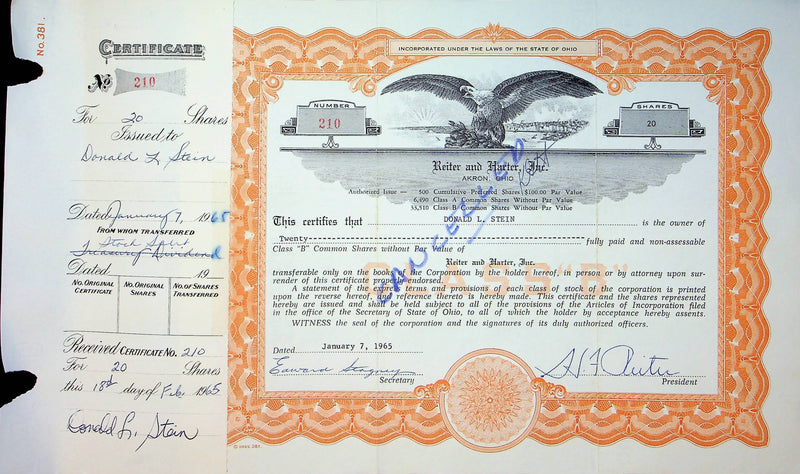 No. 381.
CERTIFICATE
No 210
For 20 Shares
Issued to
Donald L. Stein
Dated January 7, 1965
FROM WHOM TRANSFERRED
Stock Split
Treasury Dividend
Dated 19
NO. ORIGINAL CERTIFICATE
NO. ORIGINAL SHARES
NO. OF SHARES TRANSFERRED
Received CERTIFICATE NO. 210
For 20 Shares
this 18th day of Feb. 1965
Donald L. Stein
INCORPORATED UNDER THE LAWS OF THE STATE OF OHIO
NUMBER
210
SHARES
20
Reiter and Harter, Inc.
AKRON, OHIO
Authorized Issue — 500 Cumulative Preferred Shares $100.00 Par Value
6,490 Class "A" Common Shares Without Par Value
Class "B" Common Shares Without Par Value
CANCELLED
This certifies that DONALD L. STEIN is the owner of
Twenty fully paid and non-assessable
Class "B" Common Shares without Par Value of
Reiter and Harter, Inc.
CLASS "B"
transferable only on the books of the Corporation by the holder hereof, in person or by attorney upon sur-
render of this certificate properly endorsed.
A statement of the express terms and provisions of each class of stock of the corporation is printed
upon the reverse hereof, and reference thereto is hereby made. This certificate and the shares represented
hereby are issued and shall be held subject to all of the provisions of the Articles of Incorporation filed
in the office of the Secretary of State of Ohio, to all of which the holder by acceptance hereby assents.
WITNESS the seal of the corporation and the signatures of its duly authorized officers.
Dated January 7, 1965
Edward
Secretary
H. F. Reiter
President
© GOES 381.